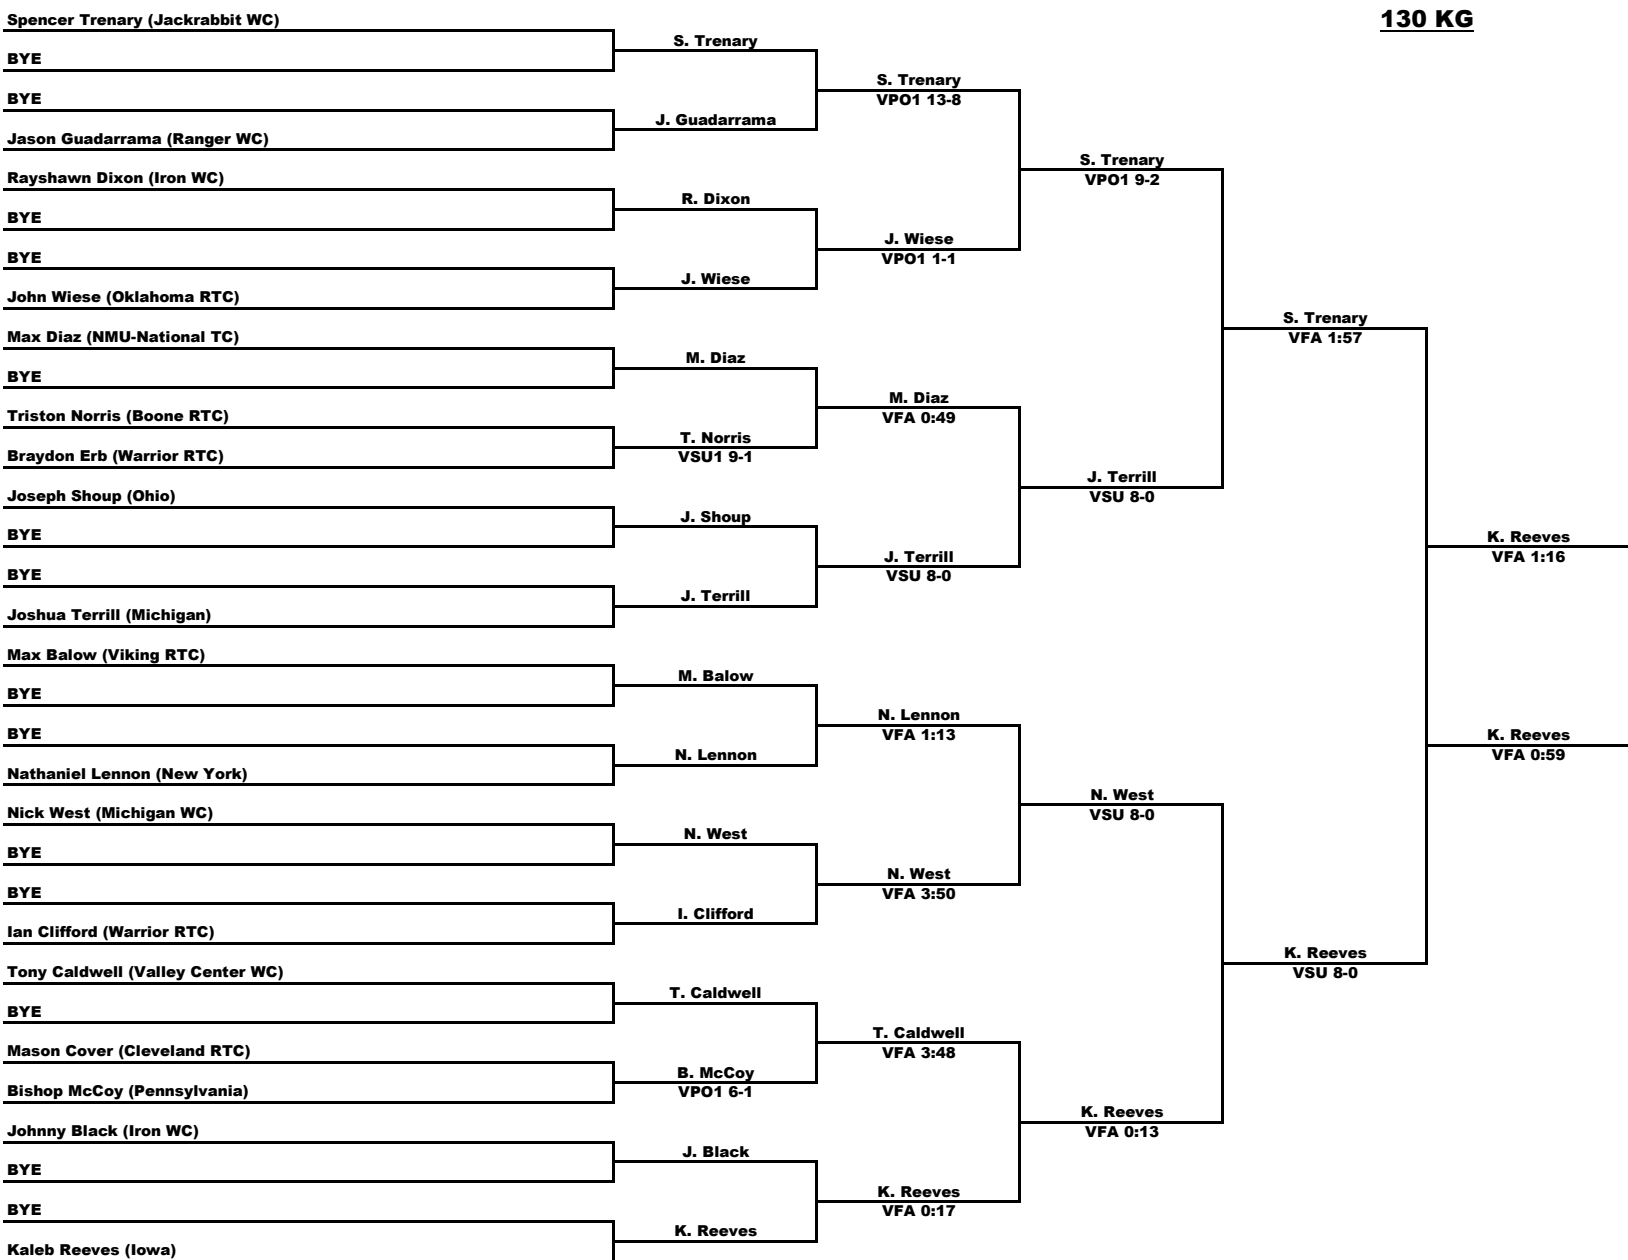 130 KG
Spencer Trenary (Jackrabbit WC)
S. Trenary
BYE
S. Trenary
VPO1 13-8
BYE
J. Guadarrama
Jason Guadarrama (Ranger WC)
S. Trenary
VPO1 9-2
Rayshawn Dixon (Iron WC)
R. Dixon
BYE
J. Wiese
VPO1 1-1
BYE
J. Wiese
John Wiese (Oklahoma RTC)
S. Trenary
VFA 1:57
Max Diaz (NMU-National TC)
M. Diaz
BYE
M. Diaz
VFA 0:49
Triston Norris (Boone RTC)
T. Norris
VSU1 9-1
Braydon Erb (Warrior RTC)
J. Terrill
VSU 8-0
Joseph Shoup (Ohio)
J. Shoup
BYE
K. Reeves
VFA 1:16
J. Terrill
VSU 8-0
BYE
J. Terrill
Joshua Terrill (Michigan)
Max Balow (Viking RTC)
M. Balow
BYE
N. Lennon
VFA 1:13
BYE
K. Reeves
VFA 0:59
N. Lennon
Nathaniel Lennon (New York)
N. West
VSU 8-0
Nick West (Michigan WC)
N. West
BYE
N. West
VFA 3:50
BYE
I. Clifford
Ian Clifford (Warrior RTC)
K. Reeves
VSU 8-0
Tony Caldwell (Valley Center WC)
T. Caldwell
BYE
T. Caldwell
VFA 3:48
Mason Cover (Cleveland RTC)
B. McCoy
VPO1 6-1
Bishop McCoy (Pennsylvania)
K. Reeves
VFA 0:13
Johnny Black (Iron WC)
J. Black
BYE
K. Reeves
VFA 0:17
BYE
K. Reeves
Kaleb Reeves (Iowa)